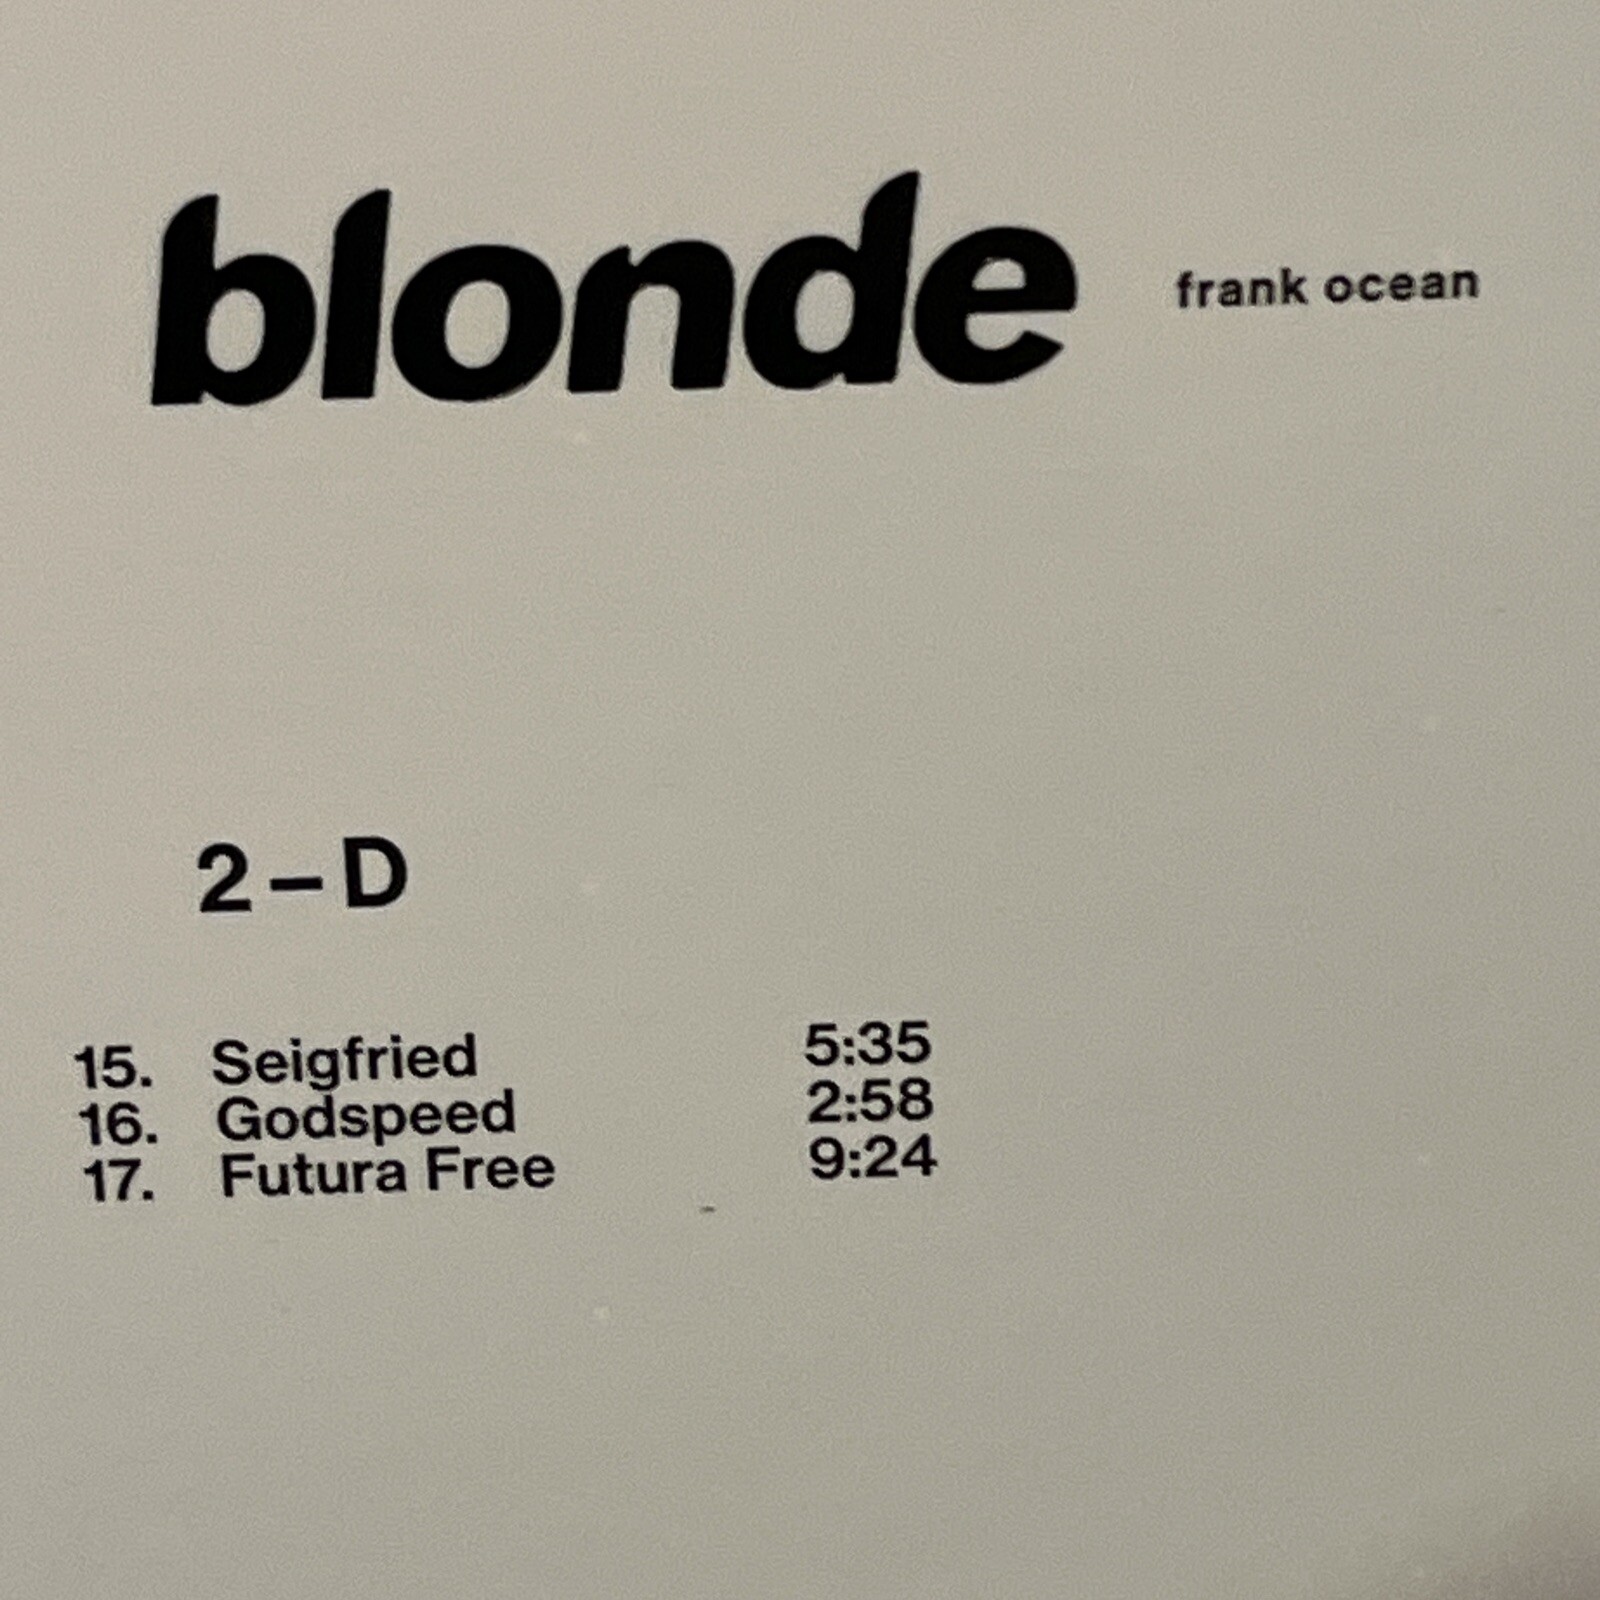 blonde frank ocean
2 – D
15. Seigfried 5:35
16. Godspeed 2:58
17. Futura Free 9:24